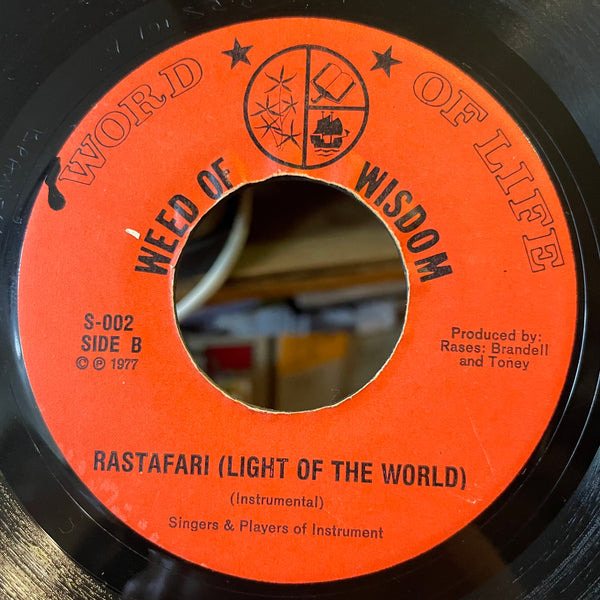 WORD OF LIFE
WEED OF WISDOM
S-002
SIDE B
© ℗ 1977
Produced by:
Rases: Brandell
and Toney
RASTAFARI (LIGHT OF THE WORLD)
(Instrumental)
Singers & Players of Instrument